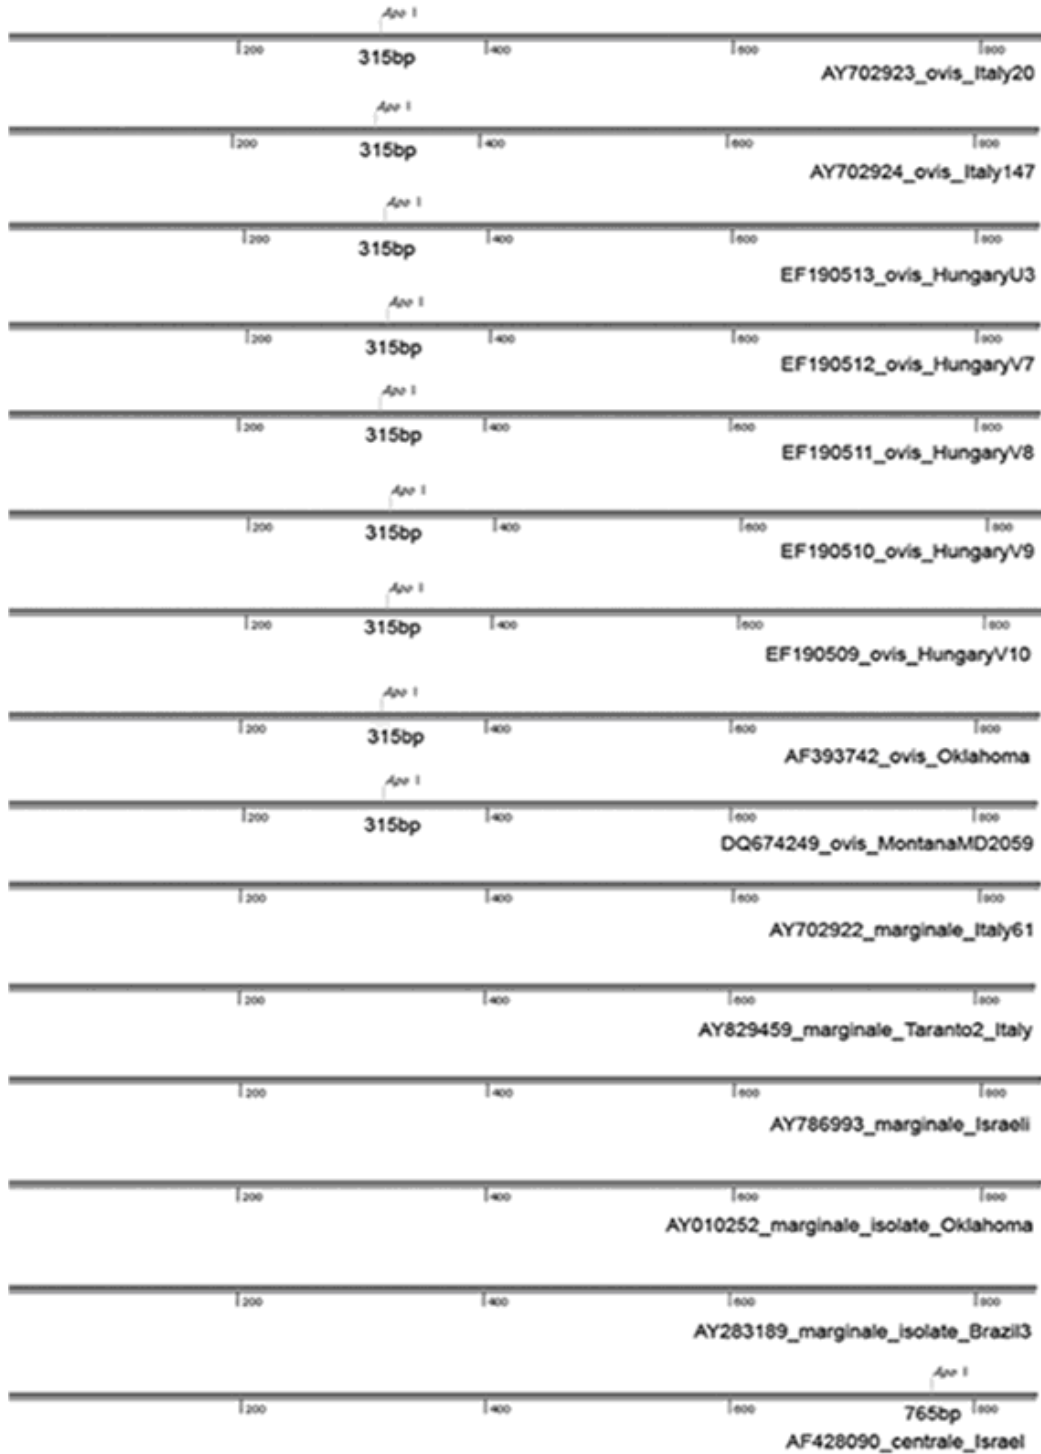 Apo I
200 400 600 800
315bp
AY702923_ovis_Italy20
Apo I
200 400 600 800
315bp
AY702924_ovis_Italy147
Apo I
200 400 600 800
315bp
EF190513_ovis_HungaryU3
Apo I
200 400 600 800
315bp
EF190512_ovis_HungaryV7
Apo I
200 400 600 800
315bp
EF190511_ovis_HungaryV8
Apo I
200 400 600 800
315bp
EF190510_ovis_HungaryV9
Apo I
200 400 600 800
315bp
EF190509_ovis_HungaryV10
Apo I
200 400 600 800
315bp
AF393742_ovis_Oklahoma
Apo I
200 400 600 800
315bp
DQ674249_ovis_MontanaMD2059
200 400 600 800
AY702922_marginale_Italy61
200 400 600 800
AY829459_marginale_Taranto2_Italy
200 400 600 800
AY786993_marginale_Israeli
200 400 600 800
AY010252_marginale_isolate_Oklahoma
200 400 600 800
AY283189_marginale_isolate_Brazil3
Apo I
200 400 600 800
765bp
AF428090_centrale_Israel